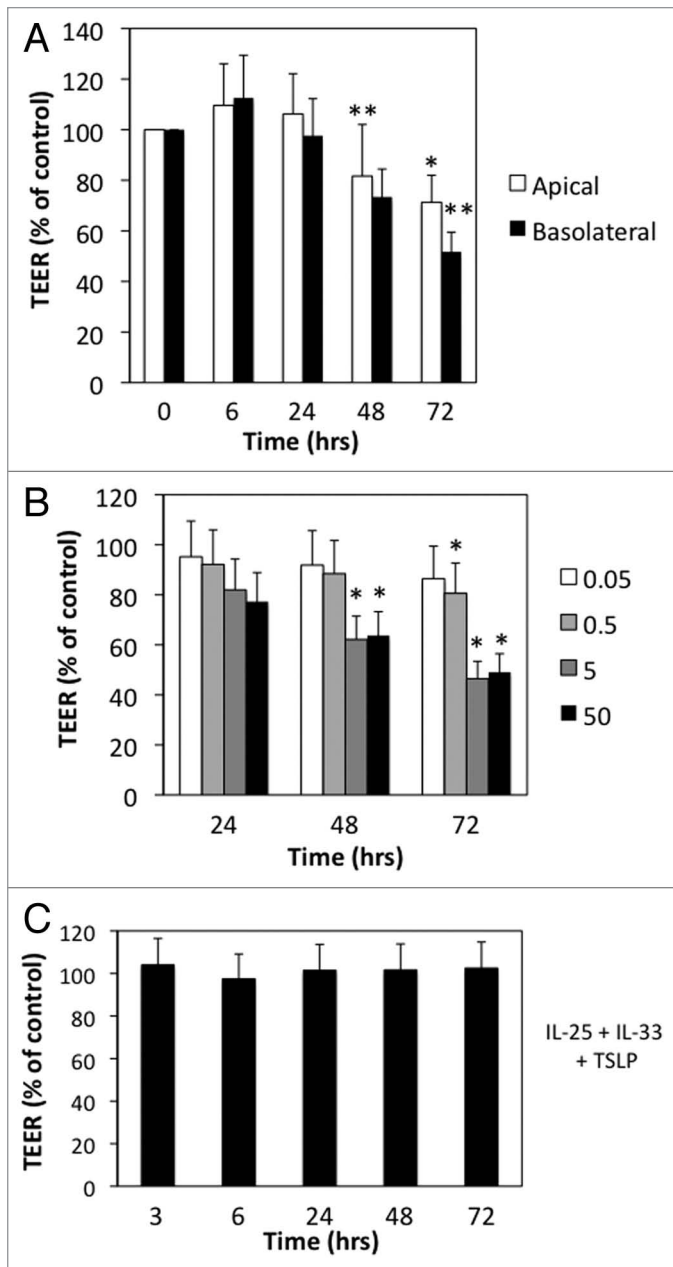 A
TEER (% of control)
140
120
100
80
60
40
20
0
**
*
**
0 6 24 48 72
Time (hrs)
Apical
Basolateral
B
TEER (% of control)
120
100
80
60
40
20
0
* *
*
* *
24 48 72
Time (hrs)
0.05
0.5
5
50
C
TEER (% of control)
120
100
80
60
40
20
0
3 6 24 48 72
Time (hrs)
IL-25 + IL-33
+ TSLP